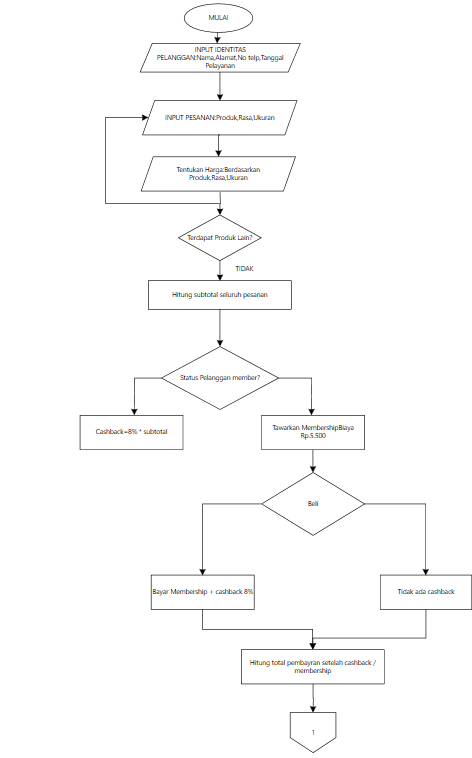 MULAI
INPUT IDENTITAS
PELANGGAN:Nama,Alamat,No telp,Tanggal
Pelayanan
INPUT PESANAN:Produk,Rasa,Ukuran
Tentukan Harga:Berdasarkan
Produk,Rasa,Ukuran
Terdapat Produk Lain?
TIDAK
Hitung subtotal seluruh pesanan
Status Pelanggan member?
Cashback=8% * subtotal
Tawarkan MembershipBiaya
Rp.5.500
Beli
Bayar Membership + cashback 8%
Tidak ada cashback
Hitung total pembayran setelah cashback /
membership
1